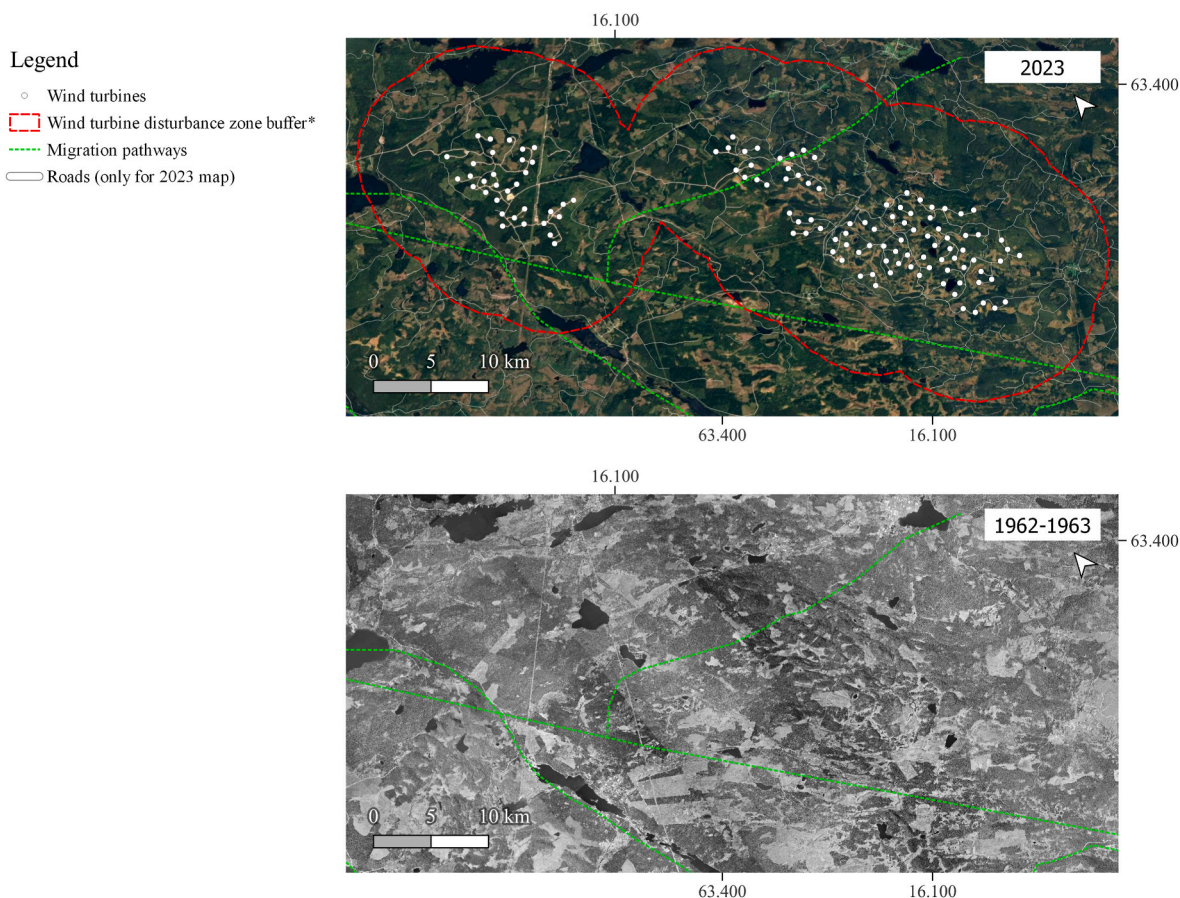 Legend
Wind turbines
Wind turbine disturbance zone buffer*
Migration pathways
Roads (only for 2023 map)
16.100
2023
63.400
0 5 10 km
63.400 16.100
16.100
1962-1963
63.400
0 5 10 km
63.400 16.100